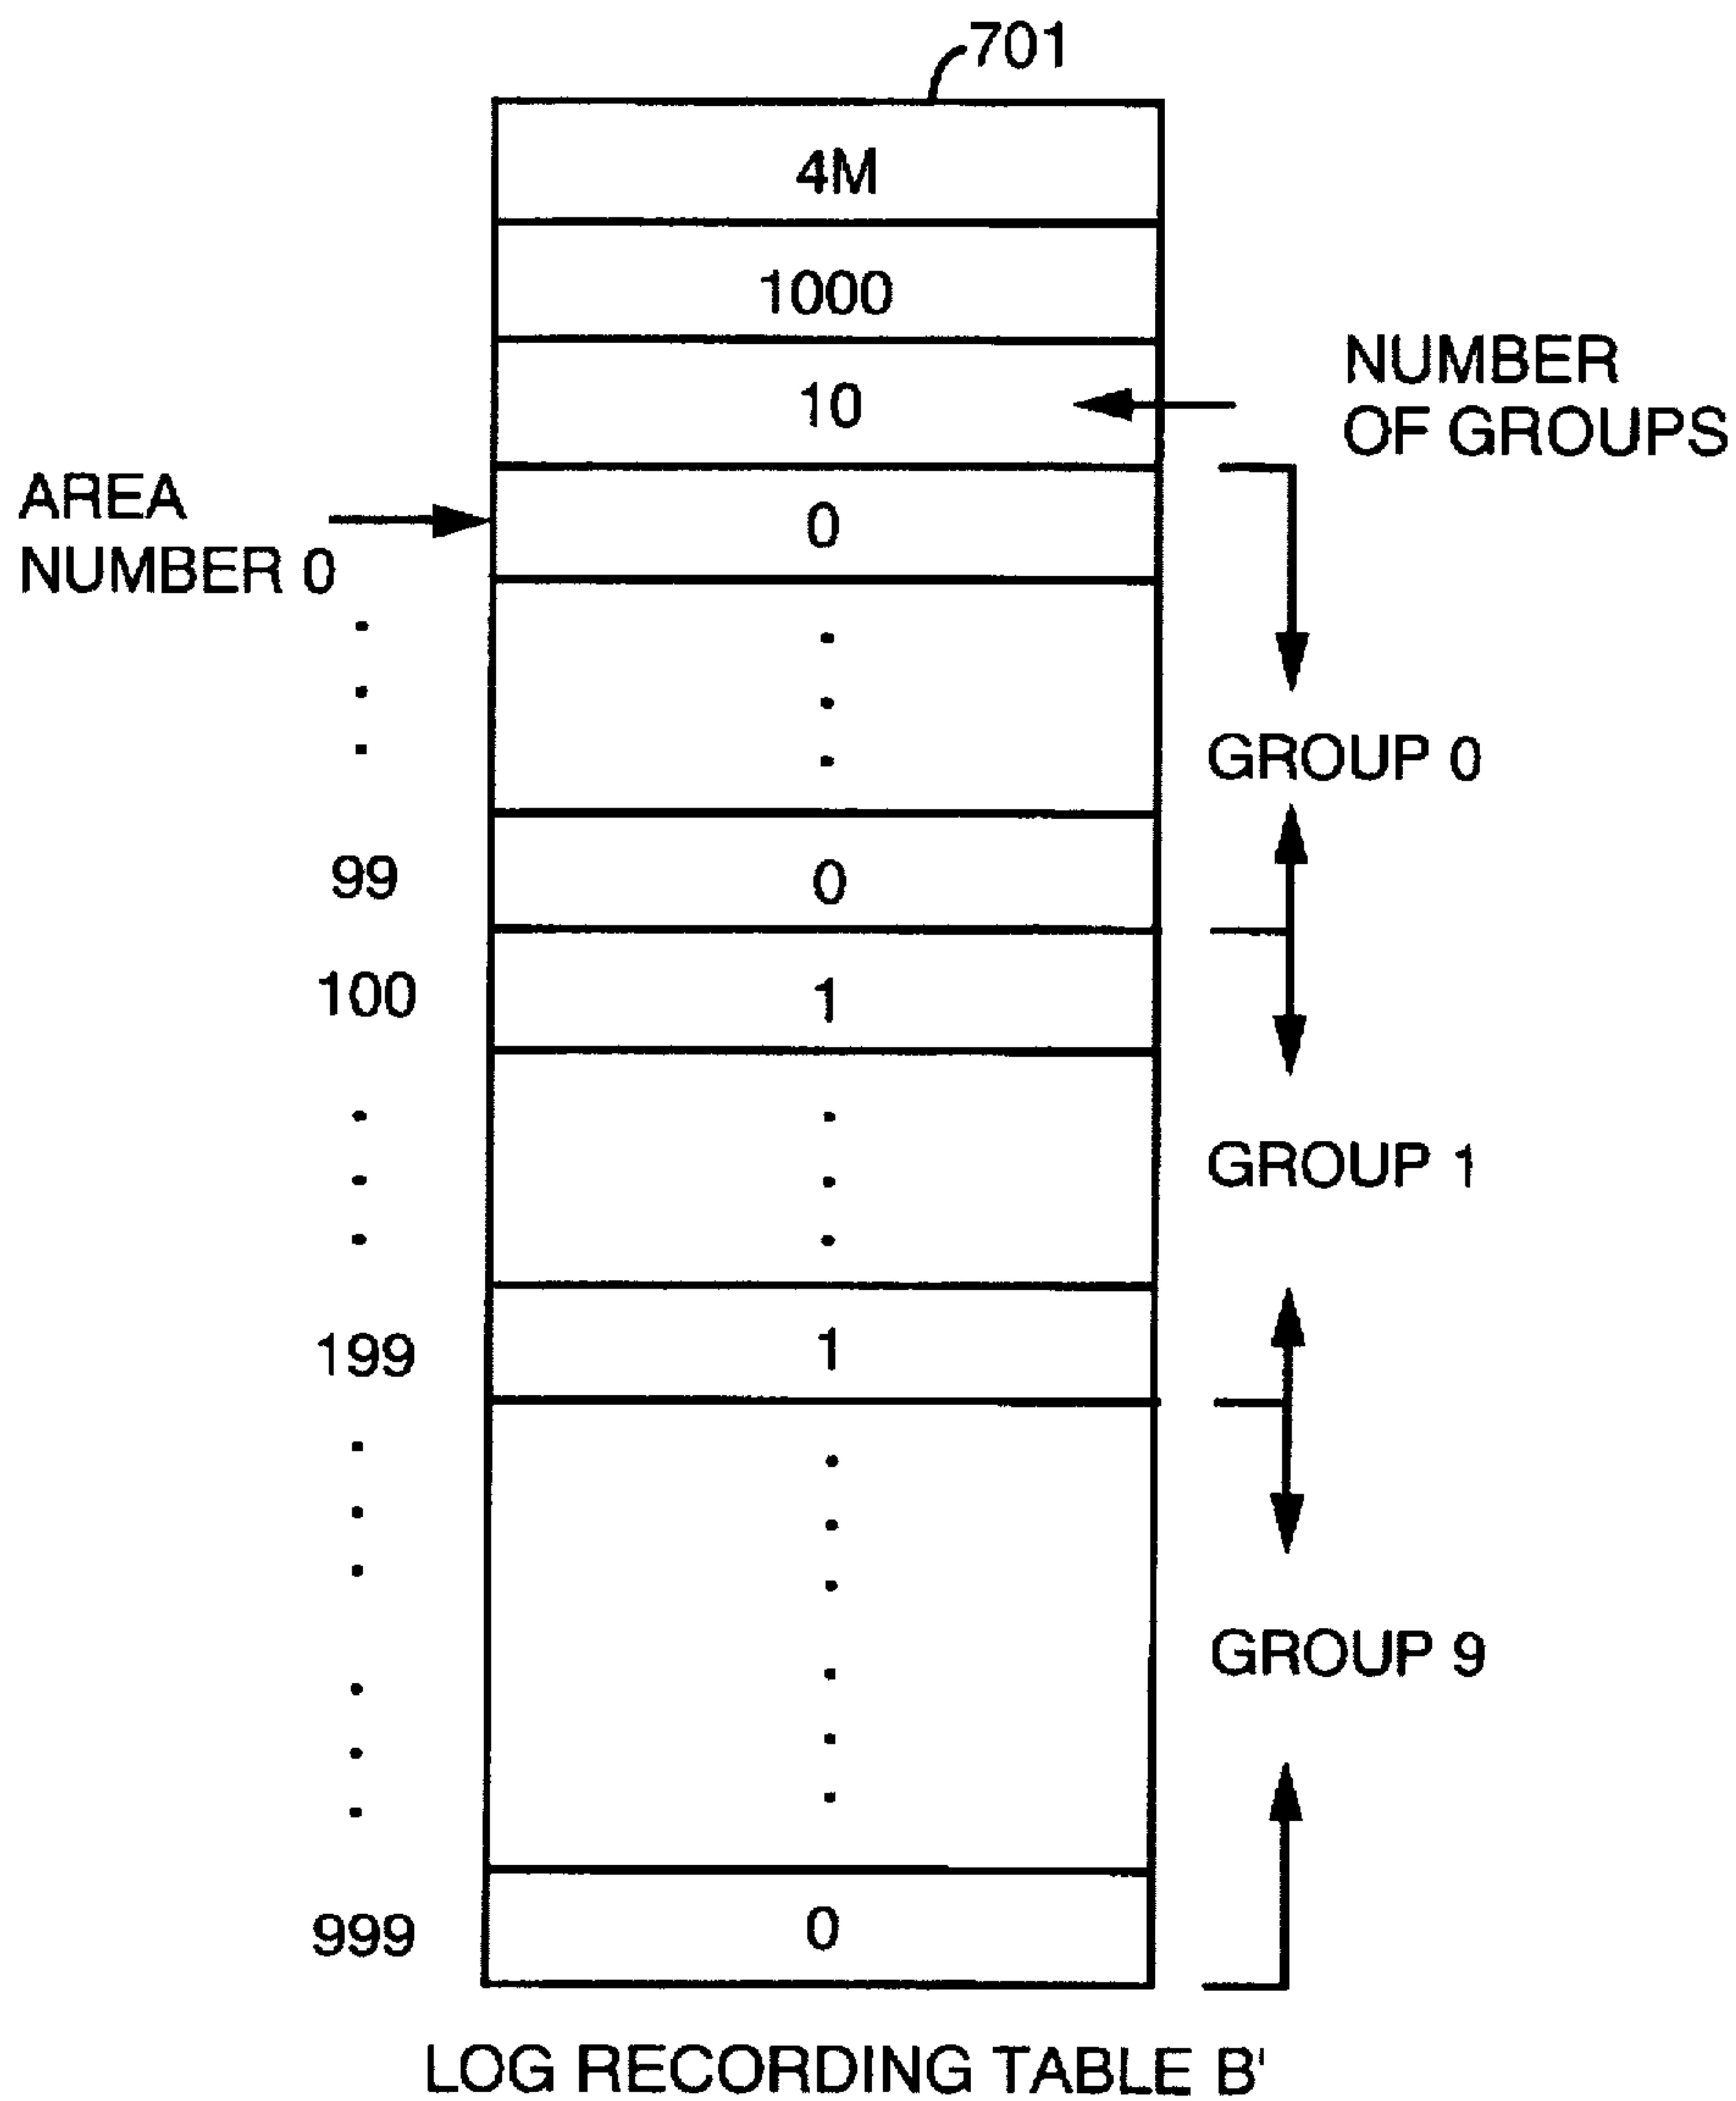 701
4M
1000
10
NUMBER
OF GROUPS
AREA
NUMBER 0
0
GROUP 0
99
0
100
1
GROUP 1
199
1
GROUP 9
999
0
LOG RECORDING TABLE B'